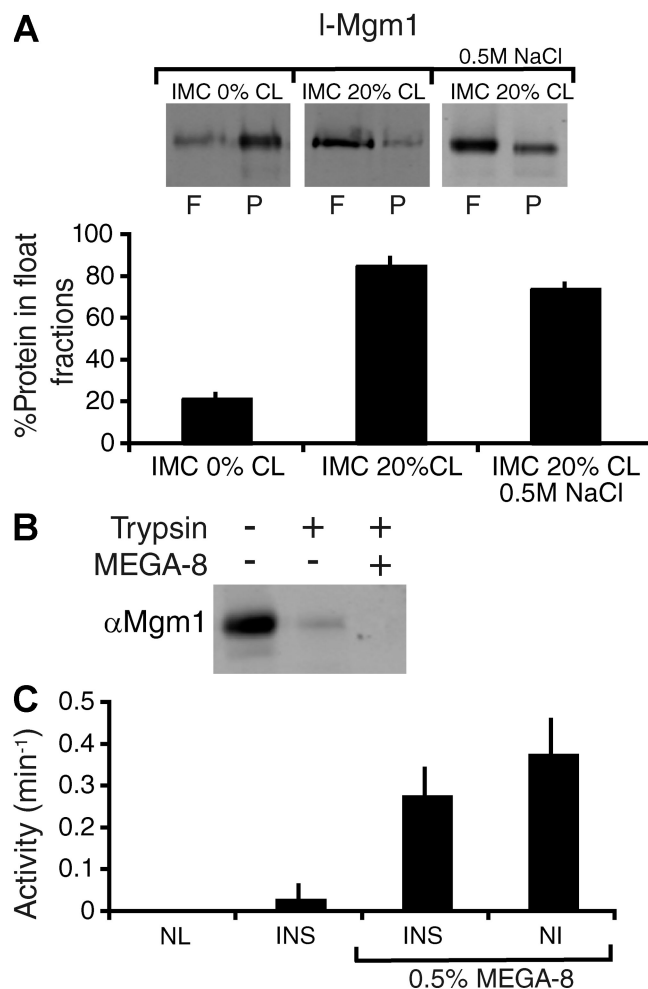 A
l-Mgm1
0.5M NaCl
IMC 0% CL IMC 20% CL IMC 20% CL
F P F P F P
%Protein in float
fractions
100
80
60
40
20
0
IMC 0% CL IMC 20%CL IMC 20% CL
0.5M NaCl
B
Trypsin - + +
MEGA-8 - - +
αMgm1
C
Activity (min-1)
0.5
0.4
0.3
0.2
0.1
0
NL INS INS NI
0.5% MEGA-8